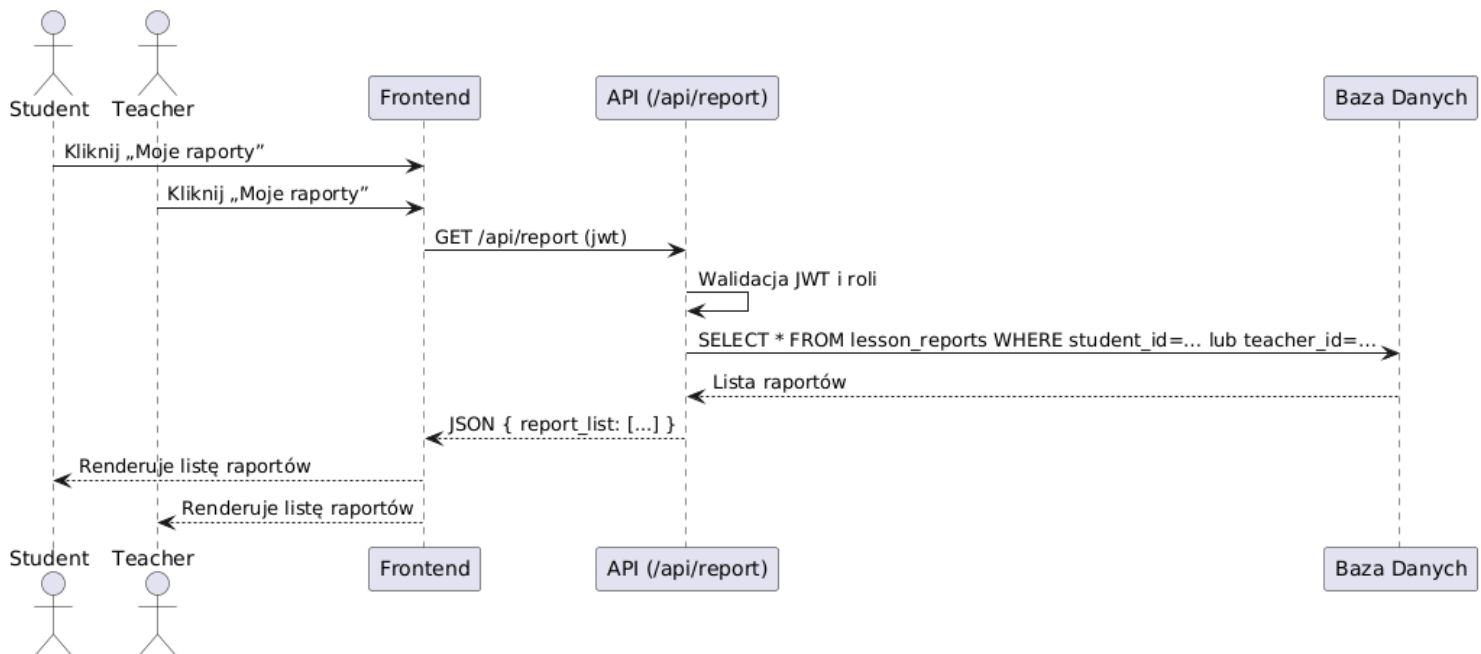 Student
Teacher
Frontend
API (/api/report)
Baza Danych
Kliknij „Moje raporty”
Kliknij „Moje raporty”
GET /api/report (jwt)
Walidacja JWT i roli
SELECT * FROM lesson_reports WHERE student_id=... lub teacher_id=...
Lista raportów
JSON { report_list: [...] }
Renderuje listę raportów
Renderuje listę raportów
Student
Teacher
Frontend
API (/api/report)
Baza Danych